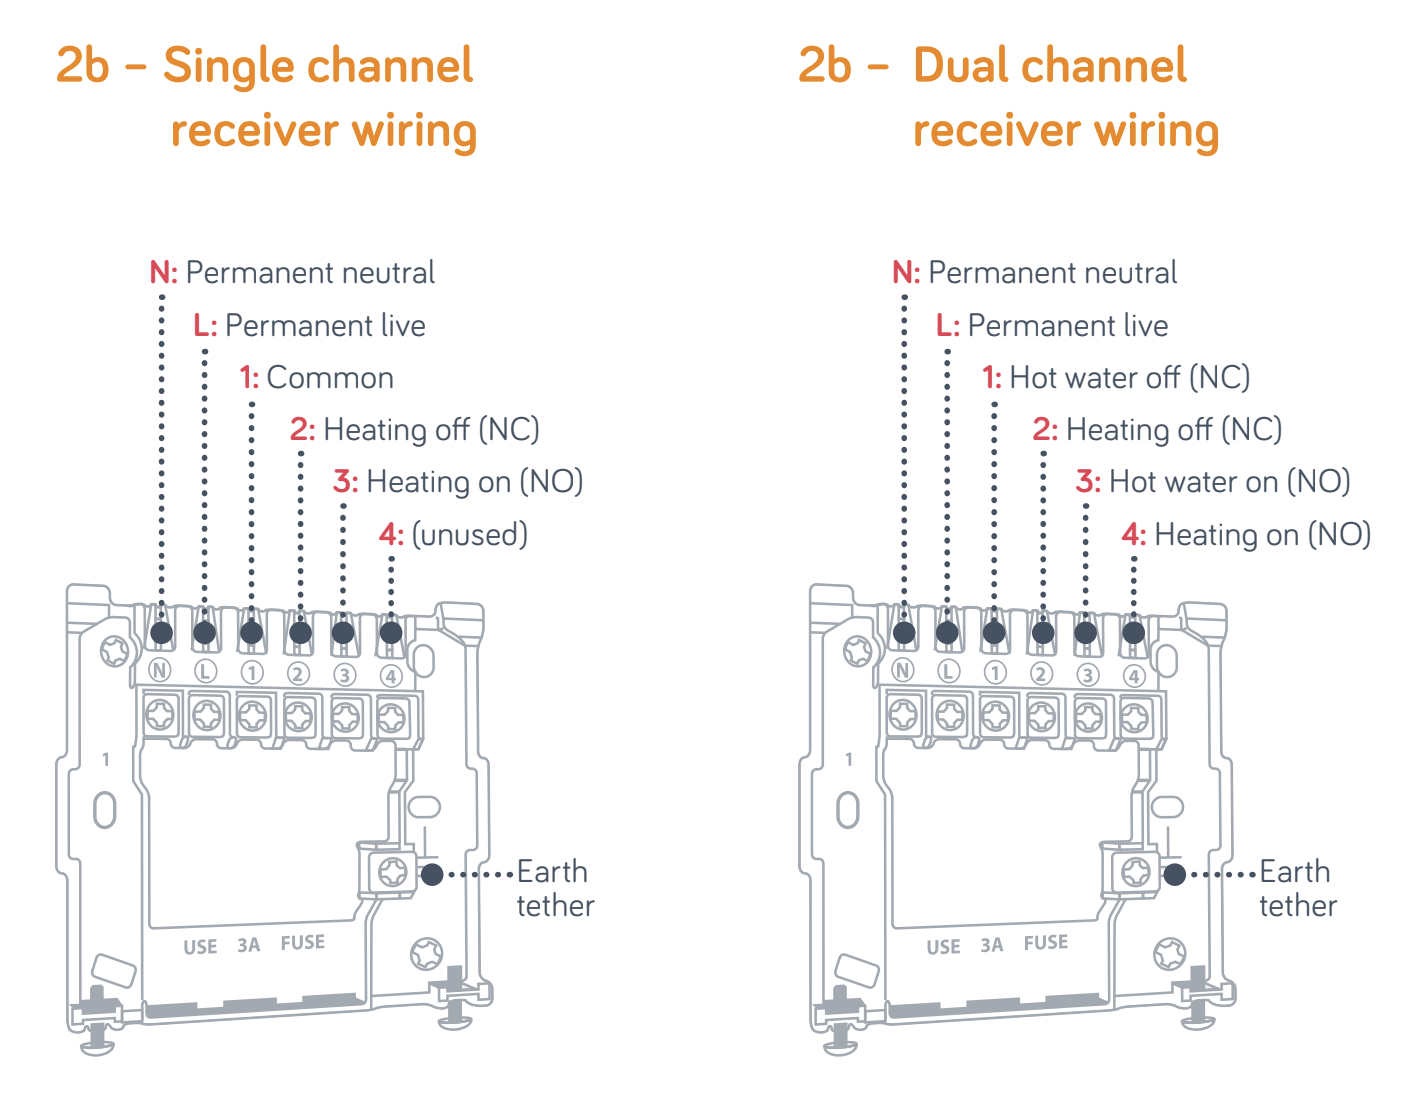 2b – Single channel
receiver wiring
N: Permanent neutral
L: Permanent live
1: Common
2: Heating off (NC)
3: Heating on (NO)
4: (unused)
N L 1 2 3 4
1
Earth
tether
USE 3A FUSE
2b – Dual channel
receiver wiring
N: Permanent neutral
L: Permanent live
1: Hot water off (NC)
2: Heating off (NC)
3: Hot water on (NO)
4: Heating on (NO)
N L 1 2 3 4
1
Earth
tether
USE 3A FUSE